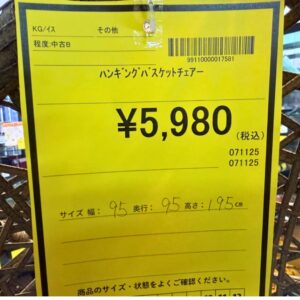 KG/イス その他
程度:中古B
99110000017581
ハンギングバスケットチェアー
¥5,980
(税込)
071125
071125
サイズ 幅: 95 奥行: 95 高さ: 195cm
商品のサイズ・状態をよくご確認ください。